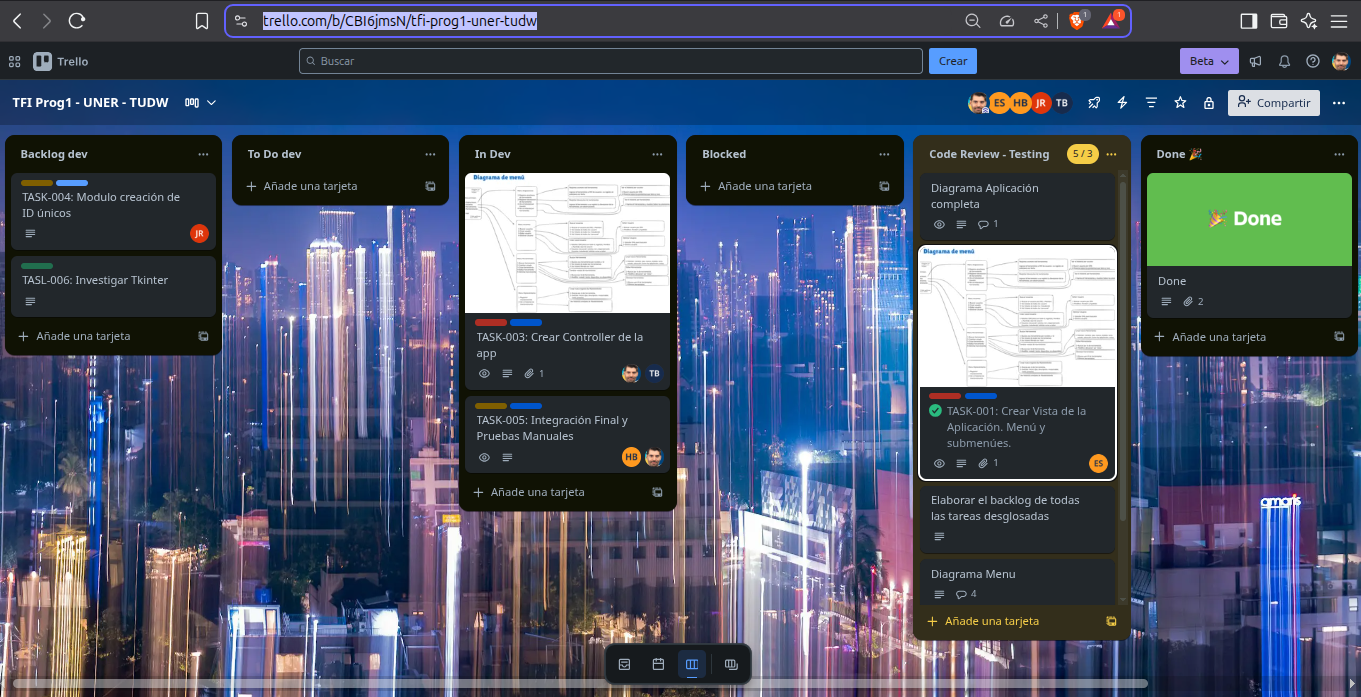 trello.com/b/CBI6jmsN/tfi-prog1-uner-tudw
1
1
Trello
Buscar
Crear
Beta
TFI Prog1 - UNER - TUDW
ES
HB
JR
TB
Compartir
Backlog dev
TASK-004: Modulo creación de
ID únicos
JR
TASL-006: Investigar Tkinter
Añade una tarjeta
To Do dev
Añade una tarjeta
In Dev
Diagrama de menú
TASK-003: Crear Controller de la
app
1
TB
TASK-005: Integración Final y
Pruebas Manuales
HB
Añade una tarjeta
Blocked
Añade una tarjeta
Code Review - Testing
5 / 3
Diagrama Aplicación
completa
1
Diagrama de menú
TASK-001: Crear Vista de la
Aplicación. Menú y
submenúes.
1
ES
Elaborar el backlog de todas
las tareas desglosadas
Diagrama Menu
4
Añade una tarjeta
Done 🎉
🎉 Done
Done
2
Añade una tarjeta
amaris